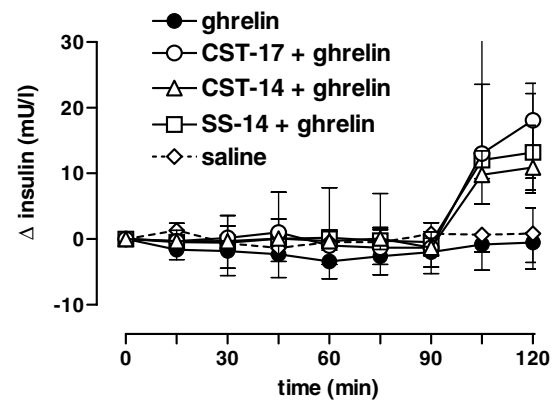 ghrelin
CST-17 + ghrelin
CST-14 + ghrelin
SS-14 + ghrelin
saline
Δ insulin (mU/l)
30
20
10
0
-10
0 30 60 90 120
time (min)